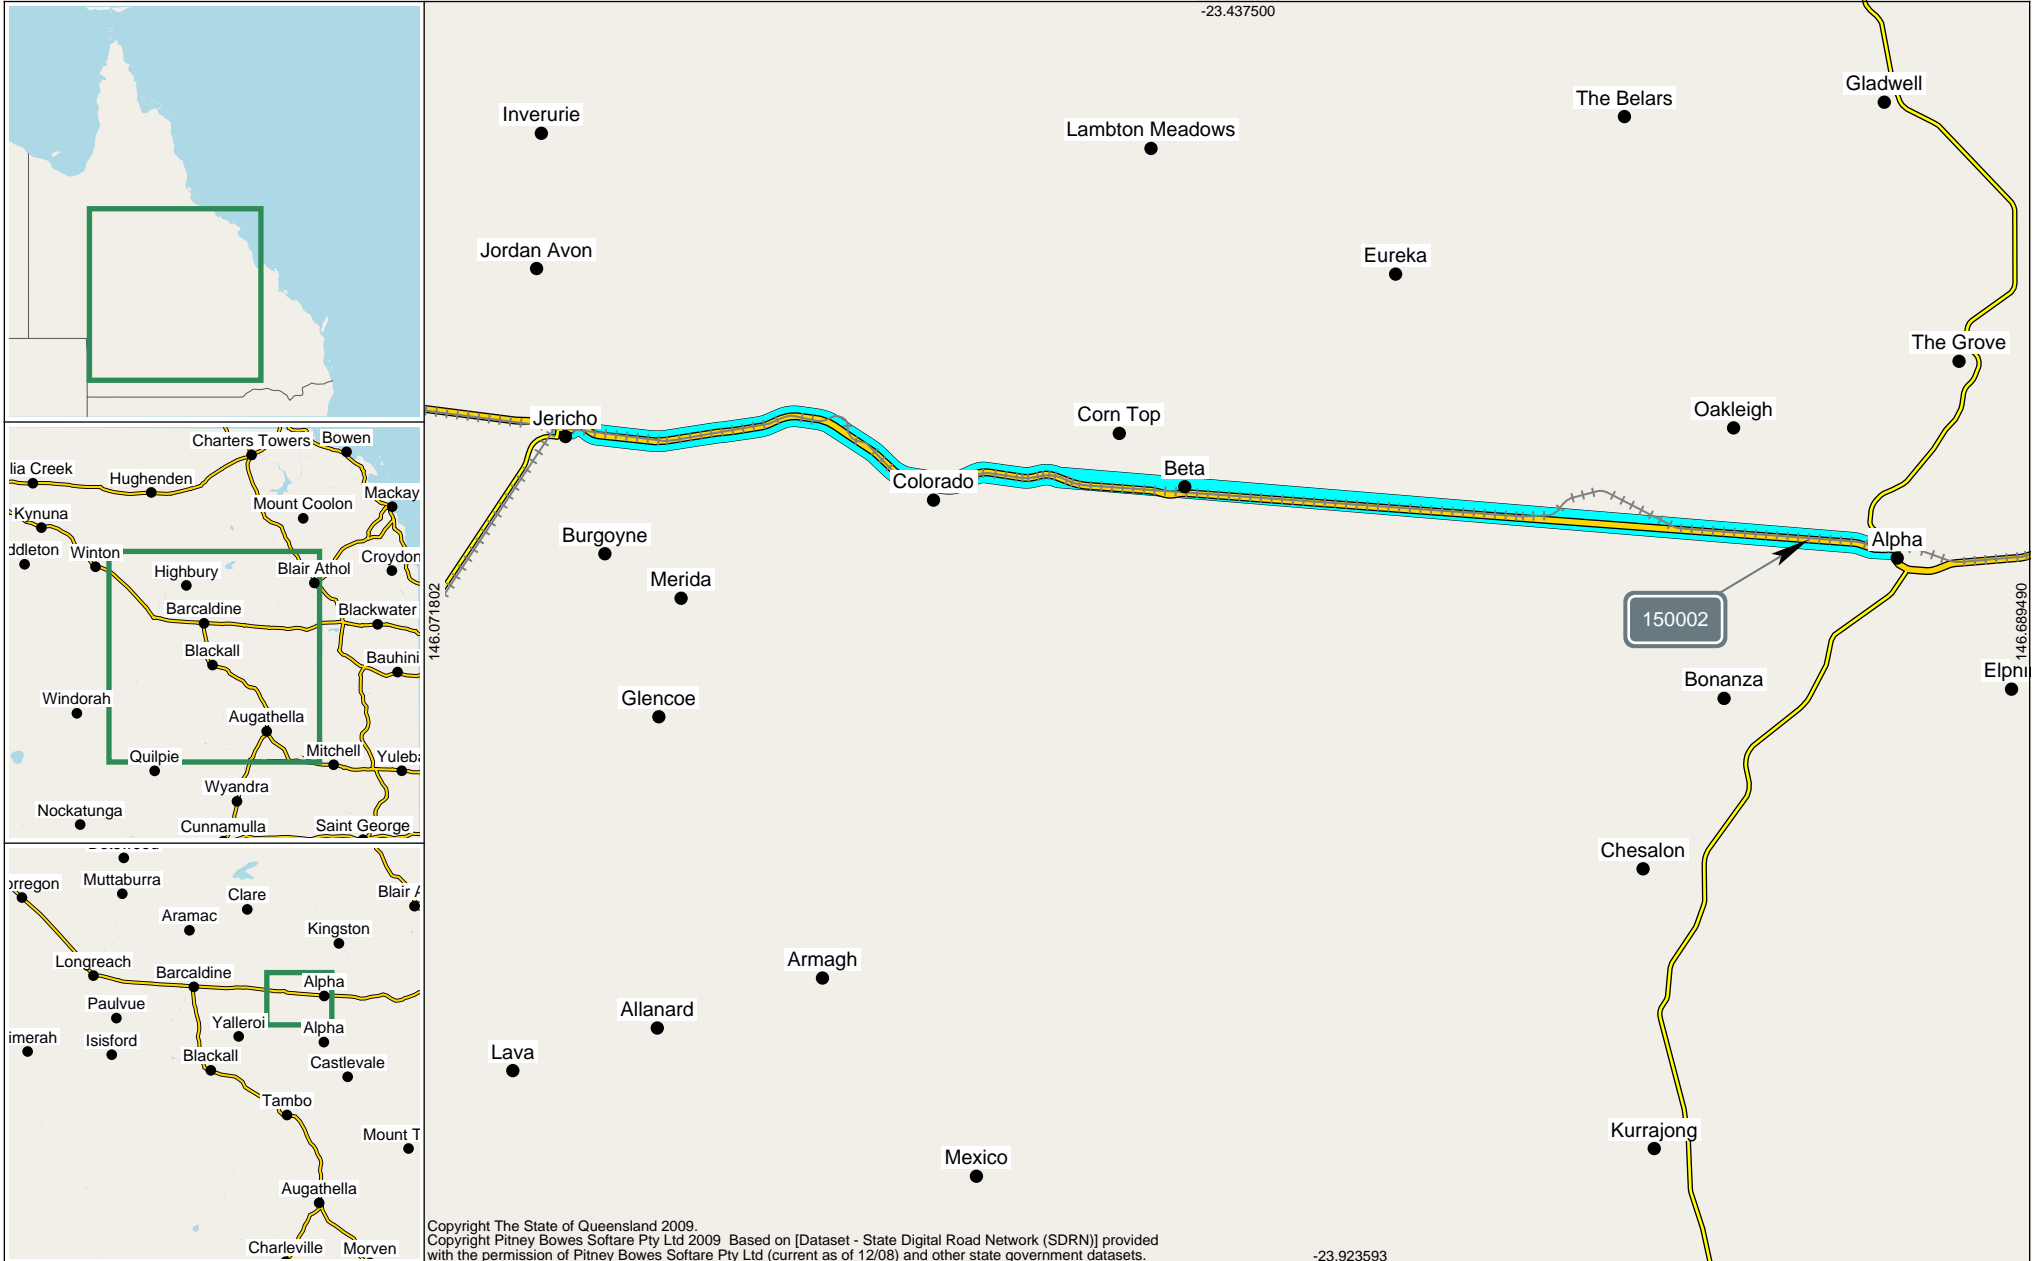 -23.437500
Gladwell
The Belars
Inverurie
Lambton Meadows
Jordan Avon
Eureka
The Grove
Jericho
Corn Top
Oakleigh
Beta
Colorado
Alpha
Burgoyne
Merida
150002
146.071802
146.689490
Bonanza
Glencoe
Chesalon
Armagh
Allanard
Lava
Kurrajong
Mexico
Copyright The State of Queensland 2009.
Copyright Pitney Bowes Softare Pty Ltd 2009 Based on [Dataset - State Digital Road Network (SDRN)] provided
with the permission of Pitney Bowes Softare Pty Ltd (current as of 12/08) and other state government datasets.
-23.923593
Charters Towers
Bowen
lia Creek
Hughenden
Mount Coolon
Mackay
Kynuna
ddleton
Winton
Croydon
Highbury
Blair Athol
Barcaldine
Blackwater
Blackall
Bauhini
Windorah
Augathella
Quilpie
Mitchell
Yuleba
Wyandra
Nockatunga
Cunnamulla
Saint George
orregon
Muttaburra
Clare
Blair A
Aramac
Kingston
Longreach
Barcaldine
Alpha
Paulvue
Yalleroi
Alpha
imerah
Isisford
Blackall
Castlevale
Tambo
Mount T
Augathella
Charleville
Morven